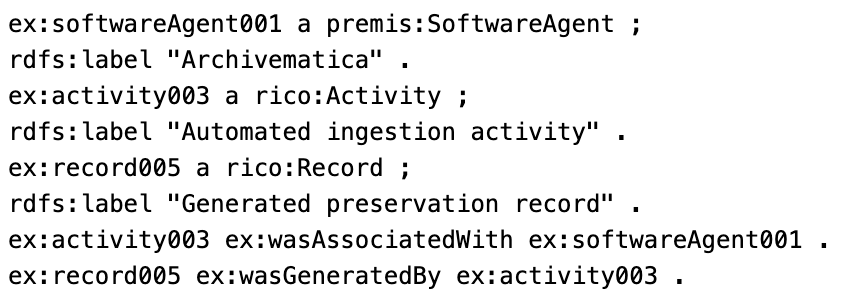 ex:softwareAgent001 a premis:SoftwareAgent ;
rdfs:label "Archivematica" .
ex:activity003 a rico:Activity ;
rdfs:label "Automated ingestion activity" .
ex:record005 a rico:Record ;
rdfs:label "Generated preservation record" .
ex:activity003 ex:wasAssociatedWith ex:softwareAgent001 .
ex:record005 ex:wasGeneratedBy ex:activity003 .